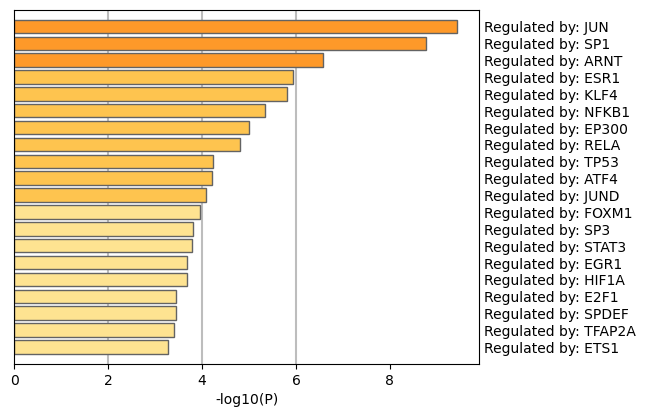 Regulated by: JUN
Regulated by: SP1
Regulated by: ARNT
Regulated by: ESR1
Regulated by: KLF4
Regulated by: NFKB1
Regulated by: EP300
Regulated by: RELA
Regulated by: TP53
Regulated by: ATF4
Regulated by: JUND
Regulated by: FOXM1
Regulated by: SP3
Regulated by: STAT3
Regulated by: EGR1
Regulated by: HIF1A
Regulated by: E2F1
Regulated by: SPDEF
Regulated by: TFAP2A
Regulated by: ETS1
0 2 4 6 8
-log10(P)